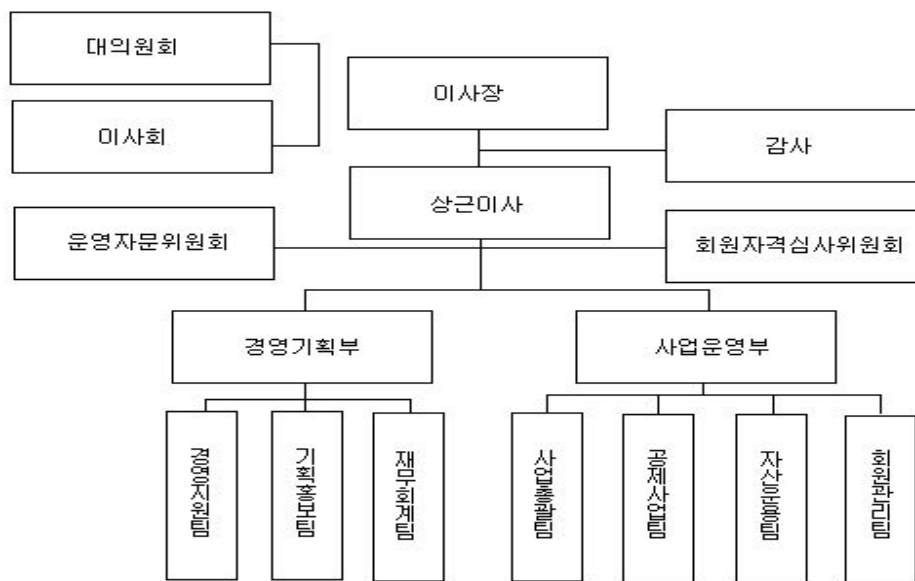 대의원회
이사장
이사회
감사
상근이사
운영자문위원회
회원자격심사위원회
경영기획부
사업운영부
경영지원팀
기획홍보팀
재무회계팀
사업총괄팀
공제사업팀
자산운용팀
회원관리팀